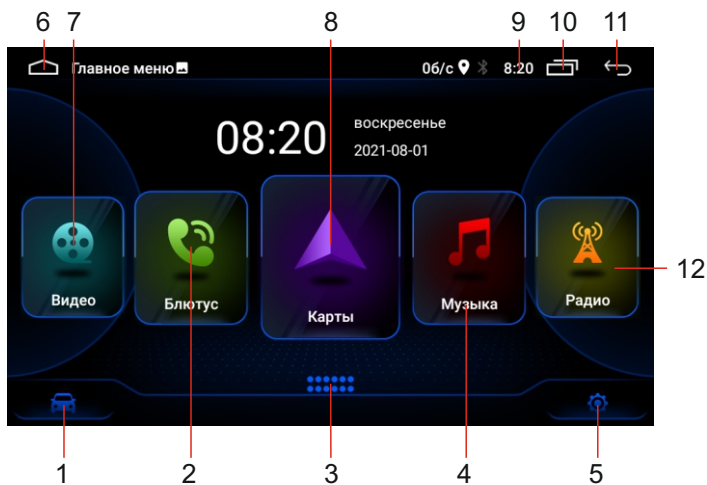 6 7 8 9 10 11
Главное меню 0б/с 8:20
08:20
воскресенье
2021-08-01
12
Видео Блютус Карты Музыка Радио
1 2 3 4 5